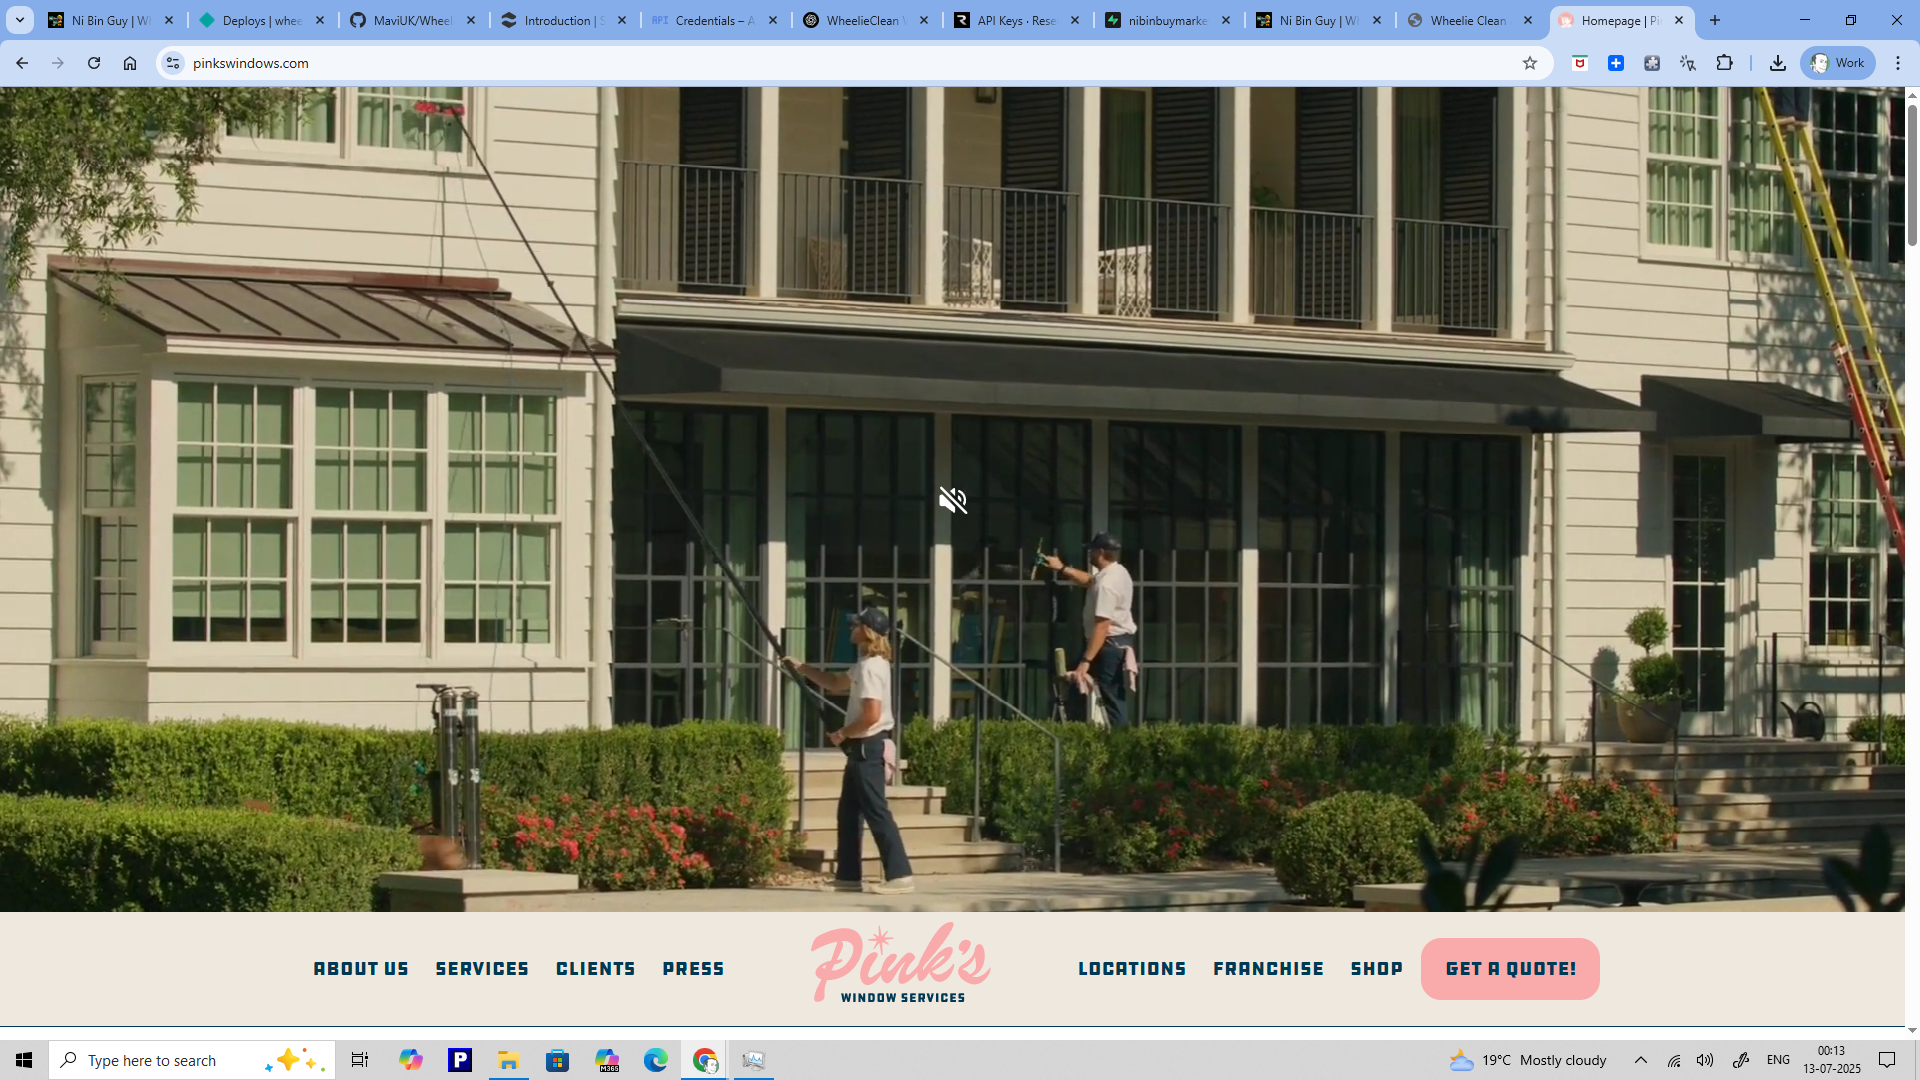 Ni Bin Guy | Wh
Deploys | whee
MaviUK/Wheel
Introduction | S
Credentials – A
WheelieClean V
API Keys · Rese
nibinbuymarke
Ni Bin Guy | Wh
Wheelie Clean
Homepage | Pi
pinkswindows.com
Work
ABOUT US
SERVICES
CLIENTS
PRESS
Pink's
WINDOW SERVICES
LOCATIONS
FRANCHISE
SHOP
GET A QUOTE!
Type here to search
19°C Mostly cloudy
ENG
00:13
13-07-2025